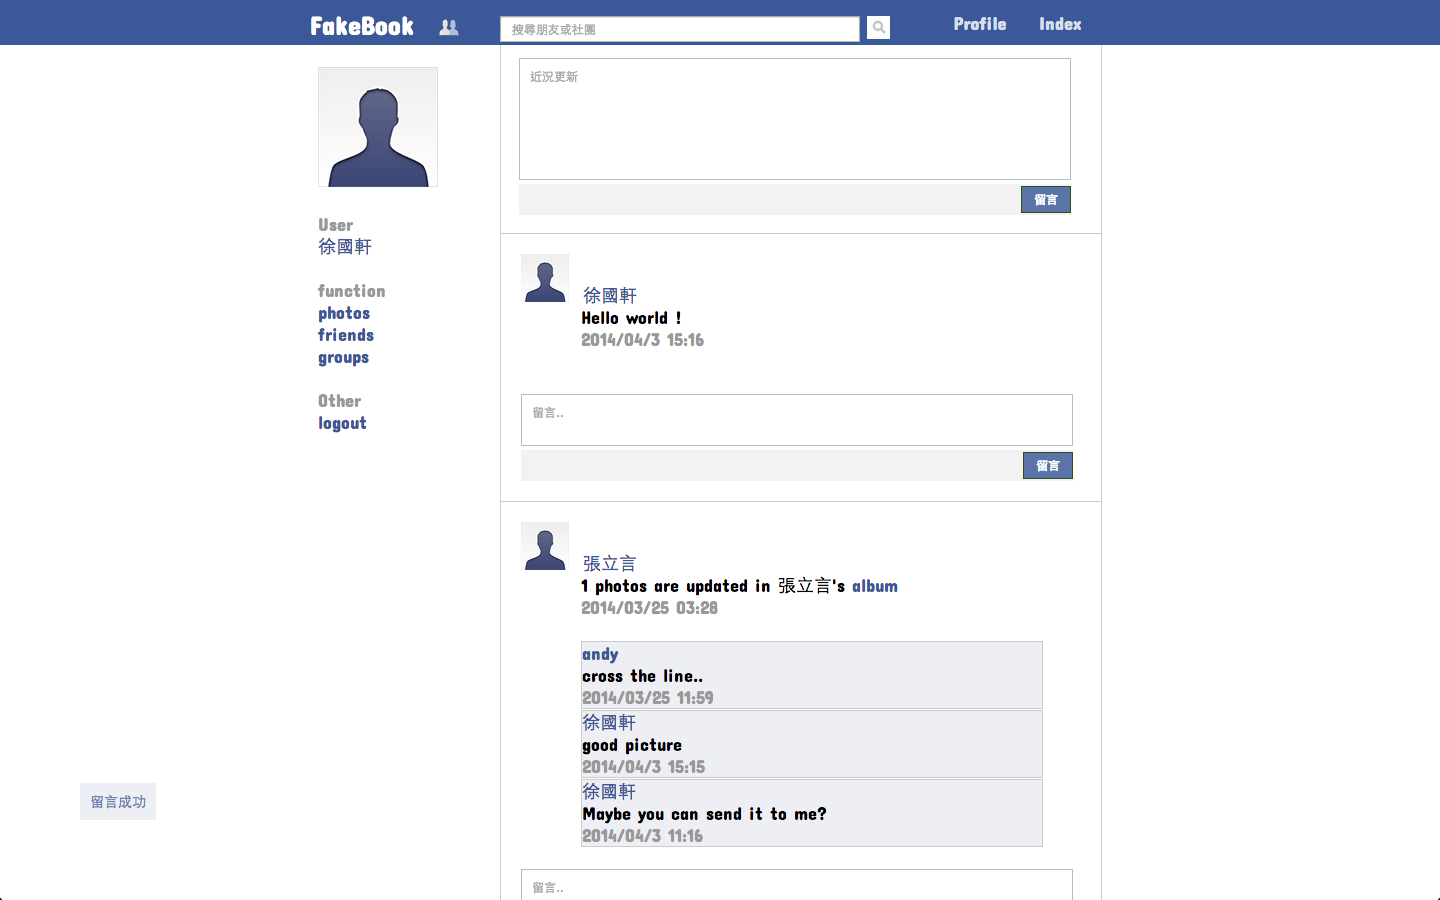 FakeBook
搜尋朋友或社團
Profile
Index
近況更新
留言
User
徐國軒
function
photos
friends
groups
Other
logout
徐國軒
Hello world !
2014/04/3 15:16
留言..
留言
張立言
1 photos are updated in 張立言's album
2014/03/25 03:28
andy
cross the line..
2014/03/25 11:59
徐國軒
good picture
2014/04/3 15:15
徐國軒
Maybe you can send it to me?
2014/04/3 11:16
留言成功
留言..